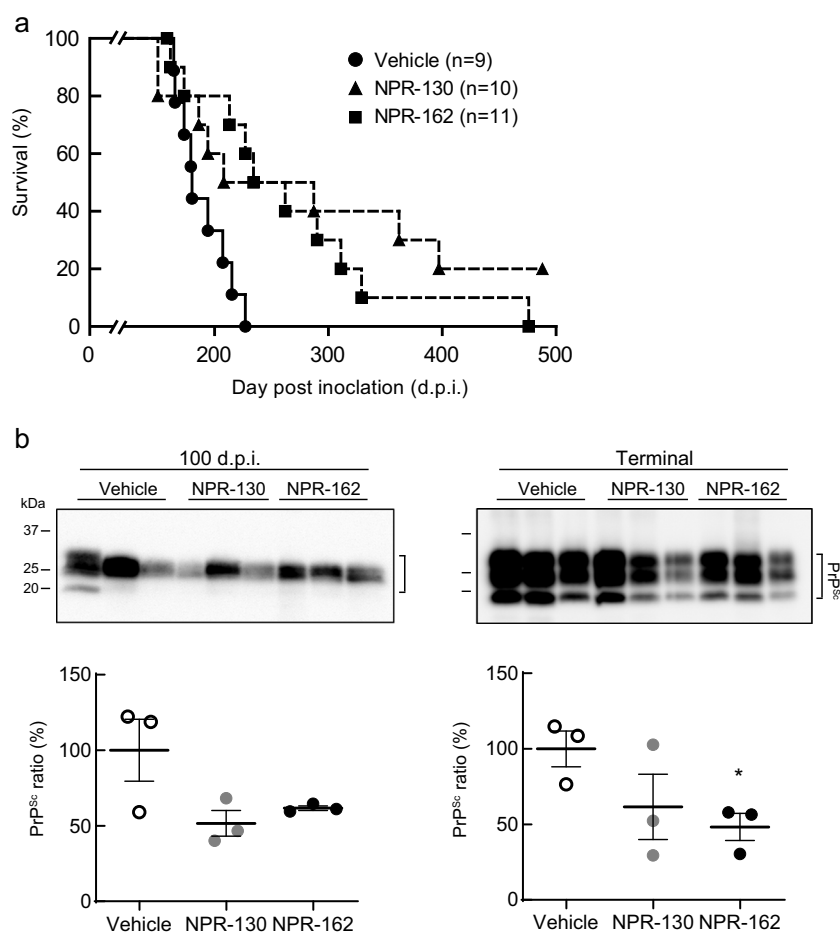 a
100
80
60
40
20
0
Survival (%)
Vehicle (n=9)
NPR-130 (n=10)
NPR-162 (n=11)
0 200 300 400 500
Day post inoclation (d.p.i.)
b
100 d.p.i.
Vehicle NPR-130 NPR-162
kDa
37
25
20
Terminal
Vehicle NPR-130 NPR-162
PrPSc
150
100
50
0
PrPSc ratio (%)
Vehicle NPR-130 NPR-162
150
100
50
0
PrPSc ratio (%)
*
Vehicle NPR-130 NPR-162